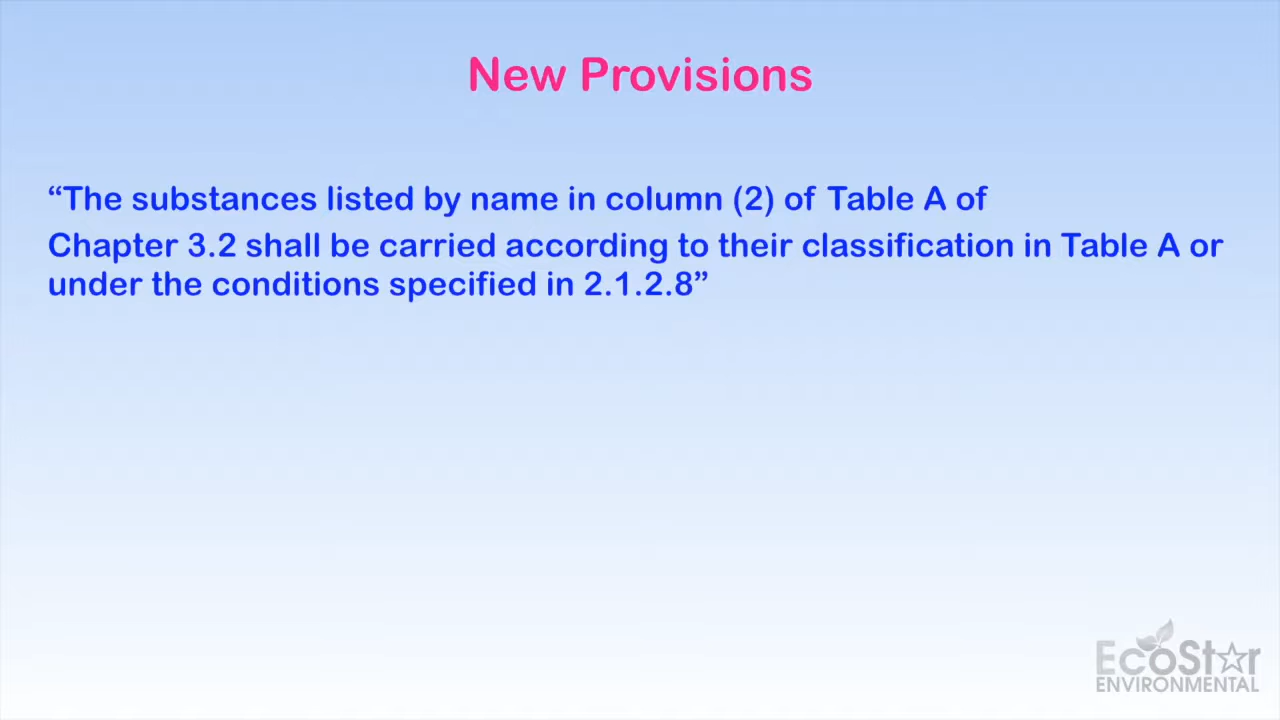 New Provisions
“The substances listed by name in column (2) of Table A of
Chapter 3.2 shall be carried according to their classification in Table A or
under the conditions specified in 2.1.2.8”
EcoStar
ENVIRONMENTAL